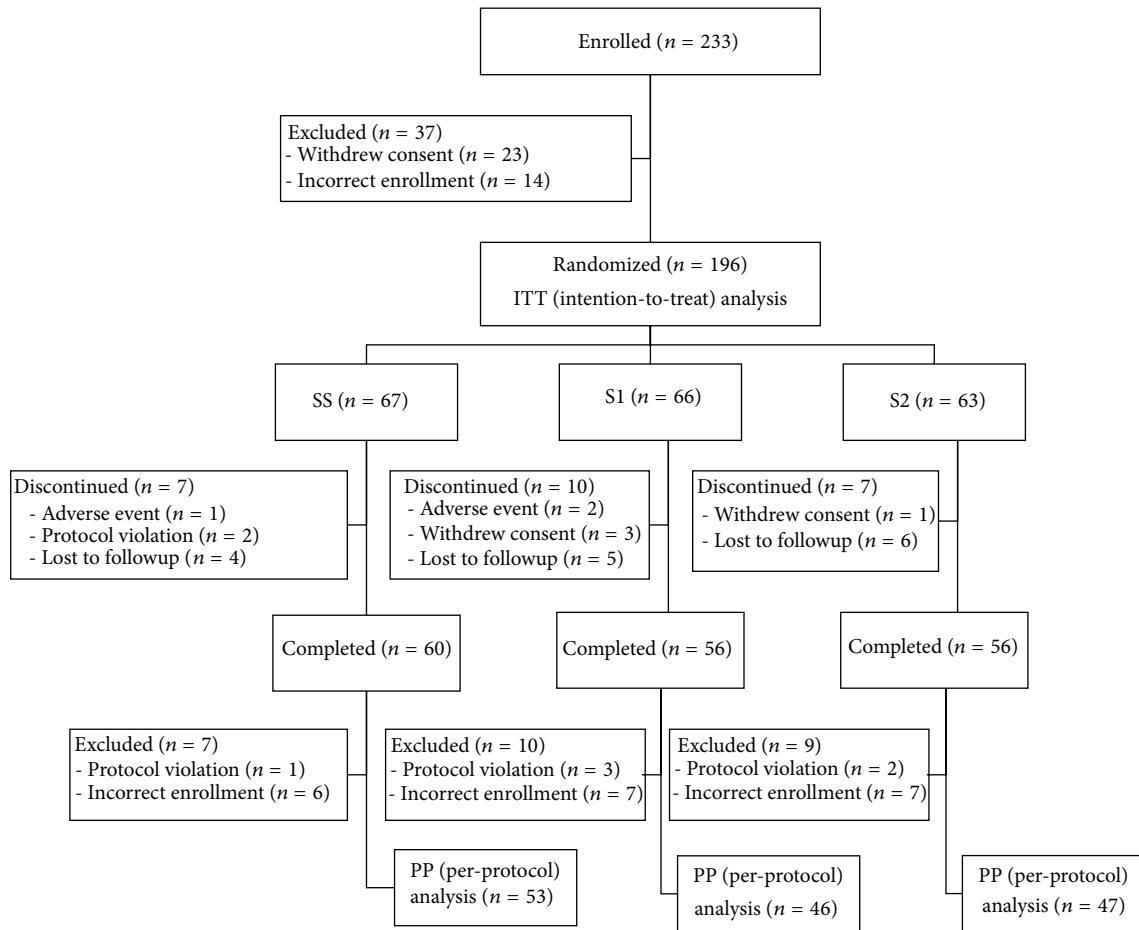 Enrolled (n = 233)
Excluded (n = 37)
- Withdrew consent (n = 23)
- Incorrect enrollment (n = 14)
Randomized (n = 196)
ITT (intention-to-treat) analysis
SS (n = 67)
S1 (n = 66)
S2 (n = 63)
Discontinued (n = 7)
- Adverse event (n = 1)
- Protocol violation (n = 2)
- Lost to followup (n = 4)
Discontinued (n = 10)
- Adverse event (n = 2)
- Withdrew consent (n = 3)
- Lost to followup (n = 5)
Discontinued (n = 7)
- Withdrew consent (n = 1)
- Lost to followup (n = 6)
Completed (n = 60)
Completed (n = 56)
Completed (n = 56)
Excluded (n = 7)
- Protocol violation (n = 1)
- Incorrect enrollment (n = 6)
Excluded (n = 10)
- Protocol violation (n = 3)
- Incorrect enrollment (n = 7)
Excluded (n = 9)
- Protocol violation (n = 2)
- Incorrect enrollment (n = 7)
PP (per-protocol)
analysis (n = 53)
PP (per-protocol)
analysis (n = 46)
PP (per-protocol)
analysis (n = 47)